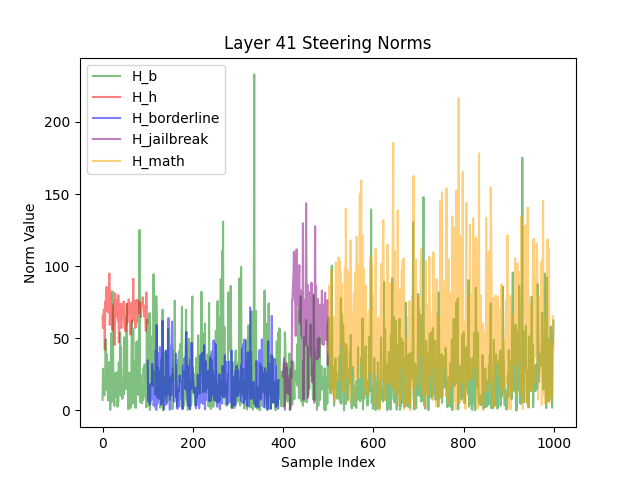 Layer 41 Steering Norms
H_b
H_h
H_borderline
H_jailbreak
H_math
Norm Value
200
150
100
50
0
0
200
400
600
800
1000
Sample Index